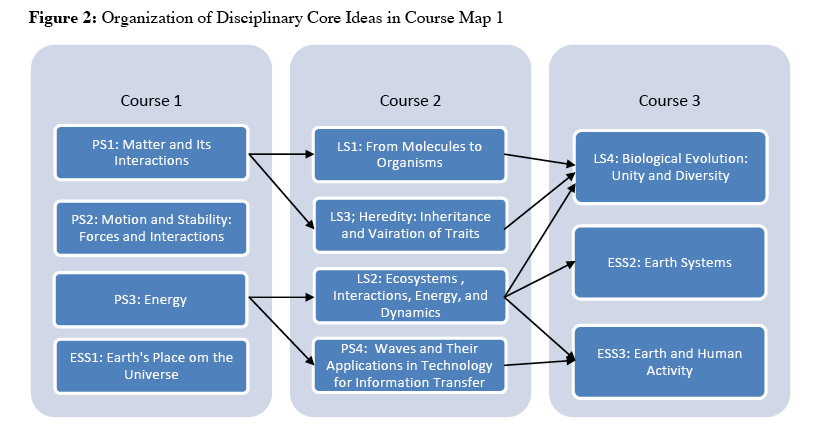 Figure 2: Organization of Disciplinary Core Ideas in Course Map 1
Course 1
PS1: Matter and Its
Interactions
PS2: Motion and Stability:
Forces and Interactions
PS3: Energy
ESS1: Earth's Place om the
Universe
Course 2
LS1: From Molecules to
Organisms
LS3; Heredity: Inheritance
and Vairation of Traits
LS2: Ecosystems ,
Interactions, Energy, and
Dynamics
PS4:  Waves and Their
Applications in Technology
for Information Transfer
Course 3
LS4: Biological Evolution:
Unity and Diversity
ESS2: Earth Systems
ESS3: Earth and Human
Activity